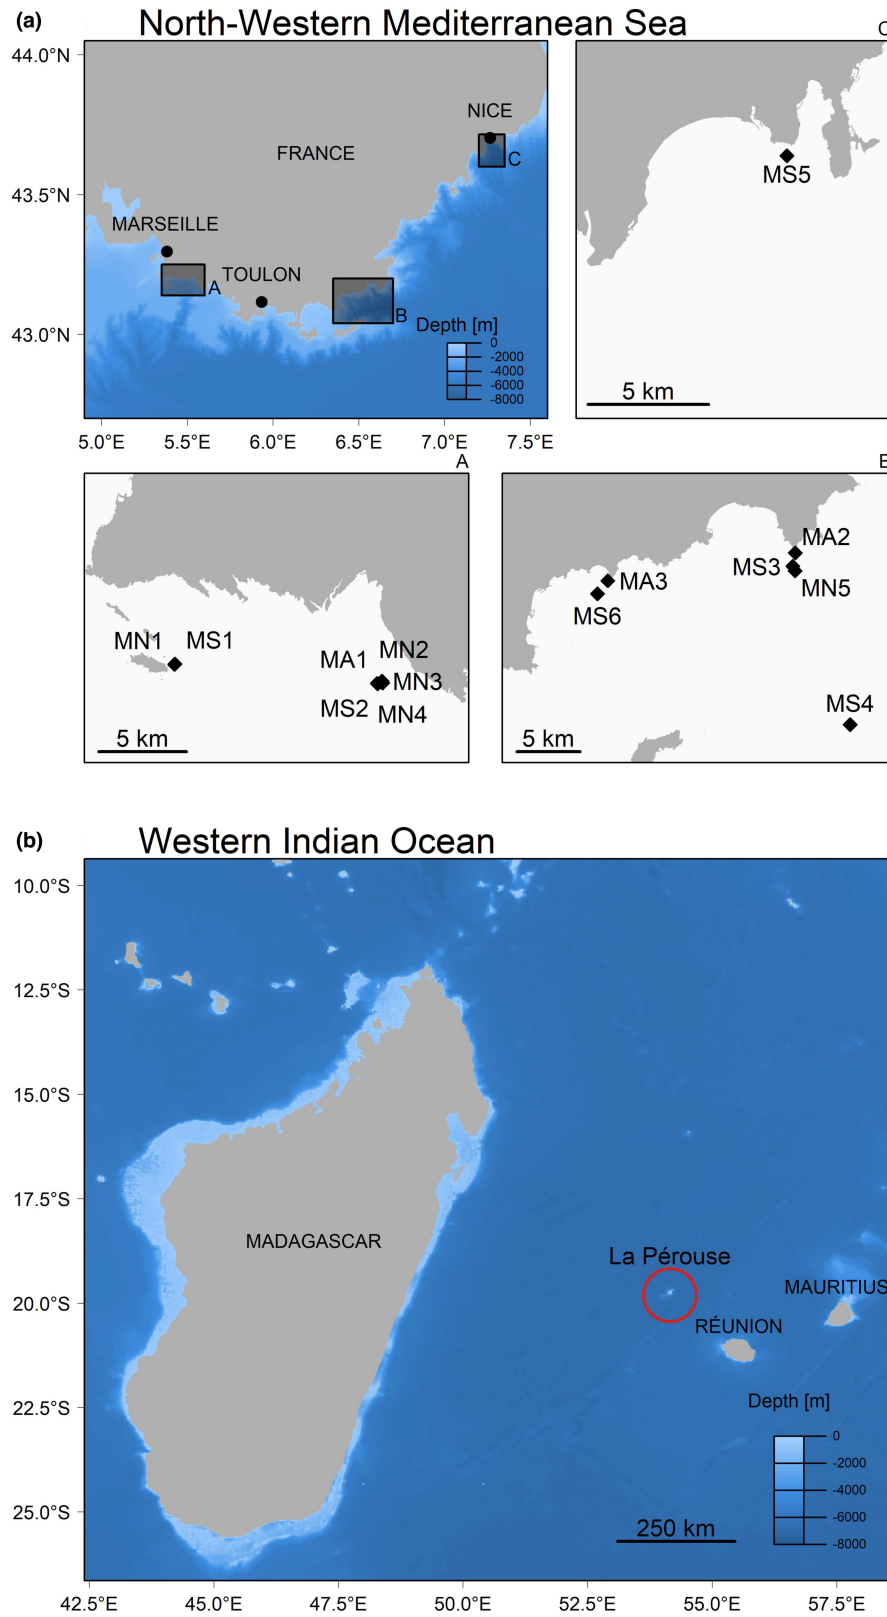 (a) North-Western Mediterranean Sea
44.0°N
43.5°N
43.0°N
NICE
FRANCE
C
MARSEILLE
TOULON
A
B
Depth [m]
0
-2000
-4000
-6000
-8000
5.0°E 5.5°E 6.0°E 6.5°E 7.0°E 7.5°E
C
MS5
5 km
A
MN1 MS1
MA1 MN2
MN3
MS2 MN4
5 km
B
MA2
MS3
MN5
MA3
MS6
MS4
5 km
(b) Western Indian Ocean
10.0°S
12.5°S
15.0°S
17.5°S
20.0°S
22.5°S
25.0°S
MADAGASCAR
La Pérouse
MAURITIUS
RÉUNION
Depth [m]
0
-2000
-4000
-6000
-8000
250 km
42.5°E 45.0°E 47.5°E 50.0°E 52.5°E 55.0°E 57.5°E